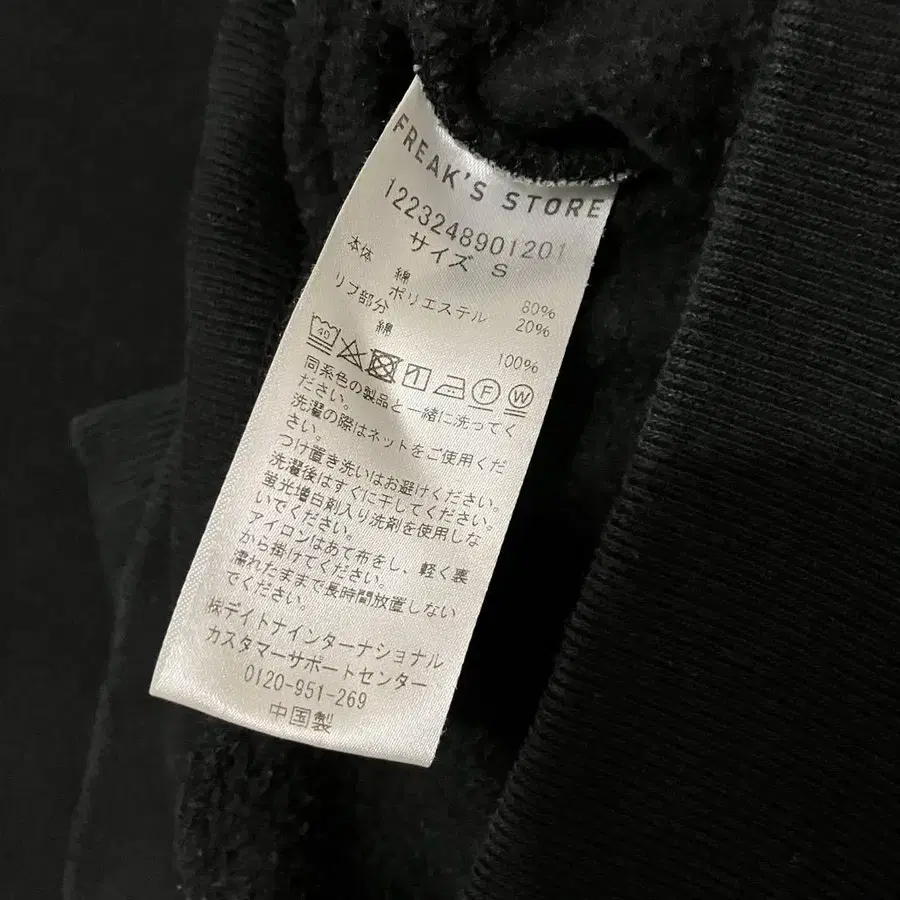 FREAK'S STORE
1223248901201
サイズ S
本体 綿 80%
ポリエステル 20%
リブ部分
綿 100%
40 F W
同系色の製品と一緒に洗ってく
ださい。
洗濯の際はネットをご使用くだ
さい。
つけ置き洗いはお避けください。
洗濯後はすぐに干してください。
蛍光増白剤入り洗剤を使用しな
いでください。
アイロンはあて布をし、軽く裏
から掛けてください。
濡れたままで長時間放置しない
でください。
㈱デイトナインターナショナル
カスタマーサポートセンター
0120-951-269
中国製